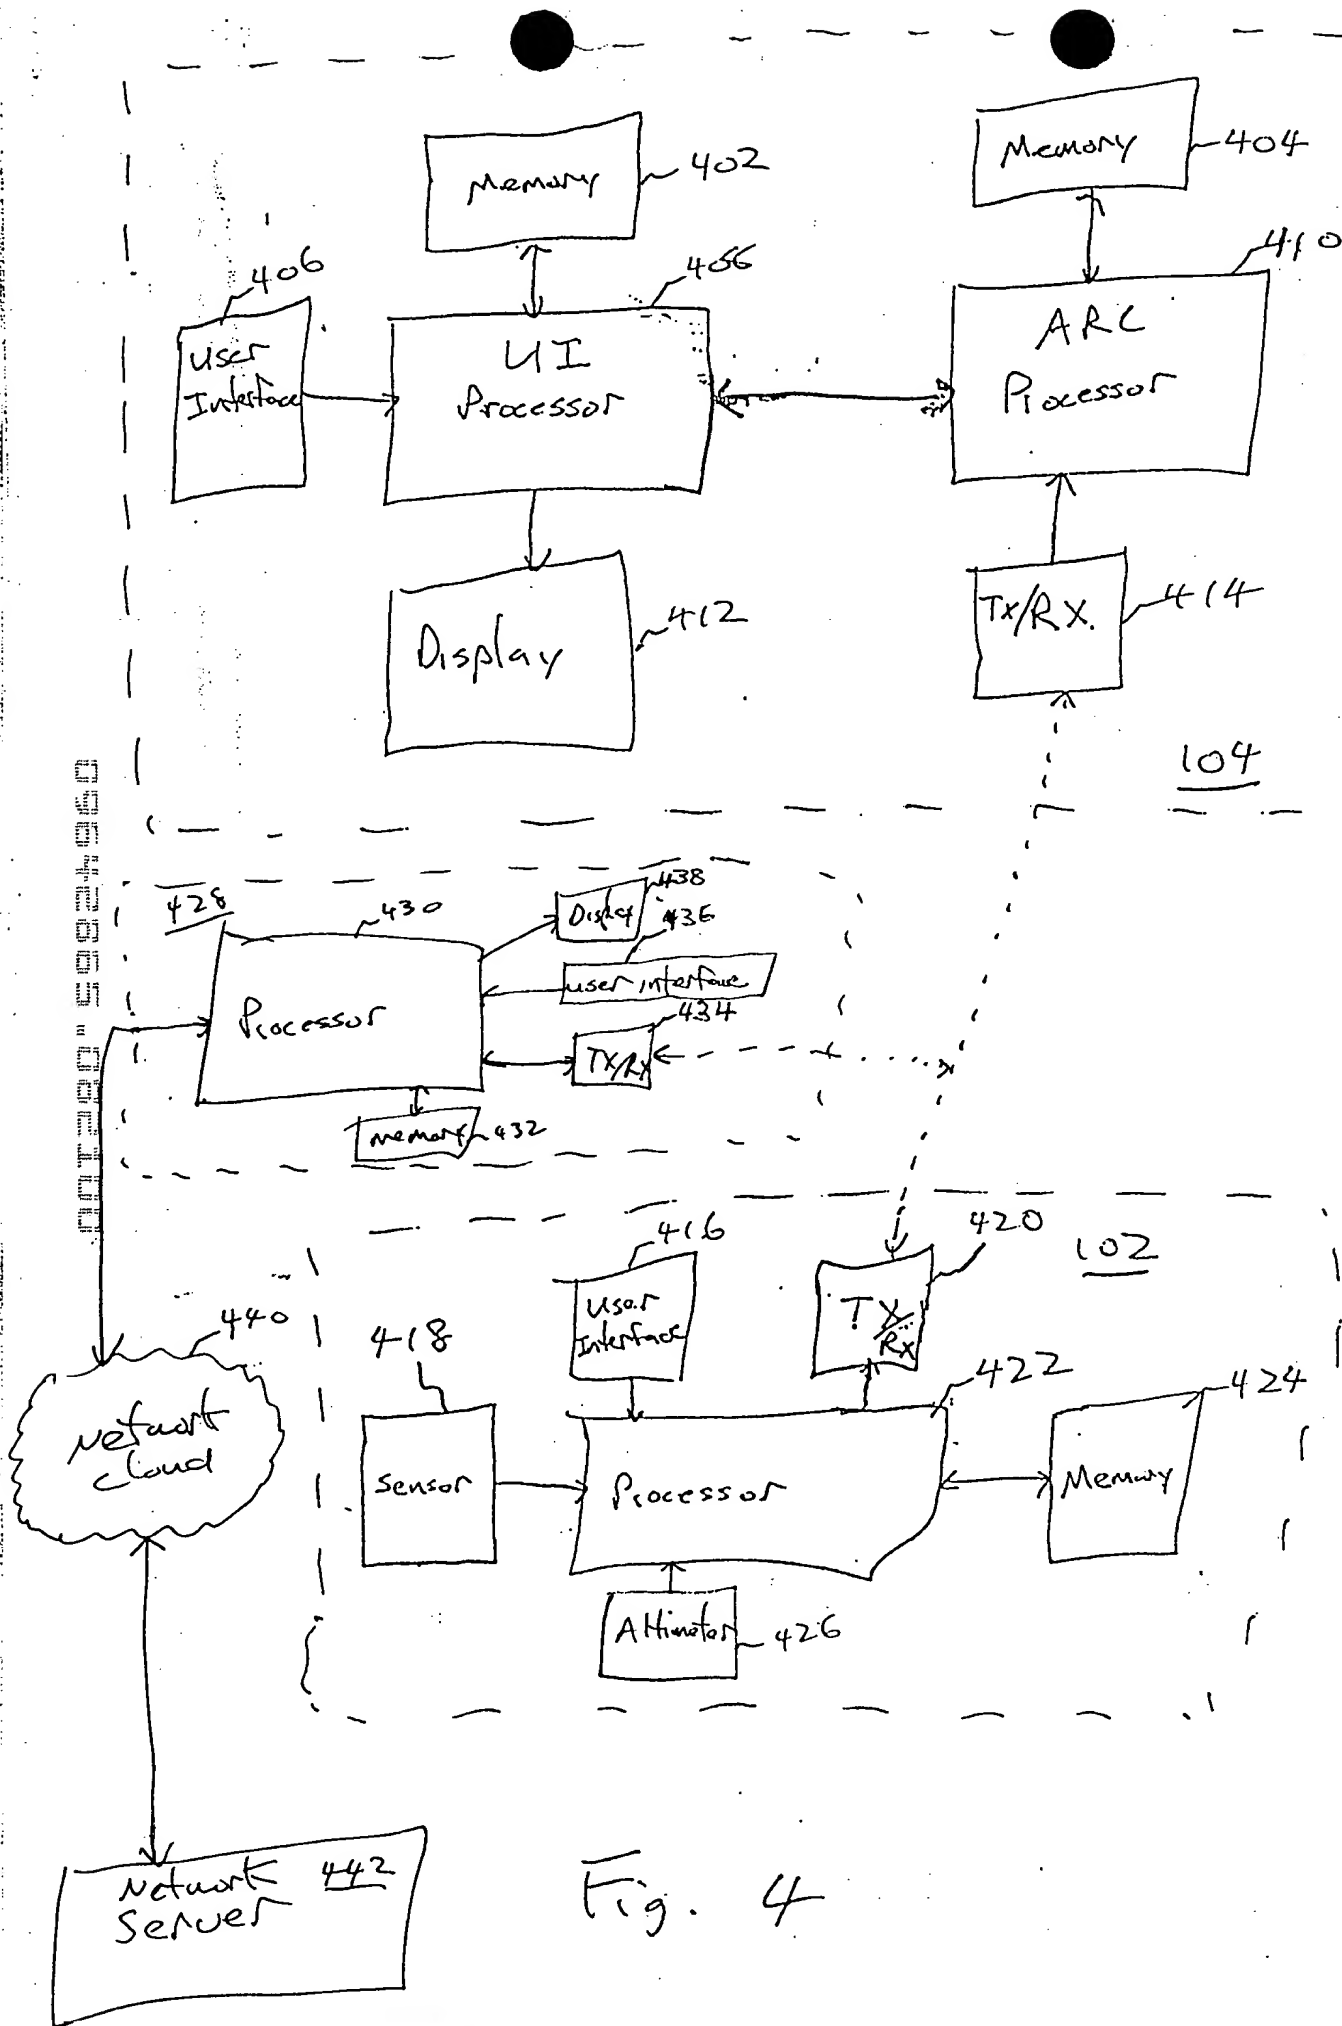 Memory
402
Memory
404
406
456
410
User
Interface
UI
Processor
ARC
Processor
Display
412
Tx/Rx.
414
104
428
430
Display
438
436
user interface
434
Processor
TX/RX
memory
432
416
420
102
440
418
User
Interface
TX/
Rx
422
424
Network
cloud
Sensor
Processor
Memory
Altimeter
426
Network 442
Server
Fig. 4